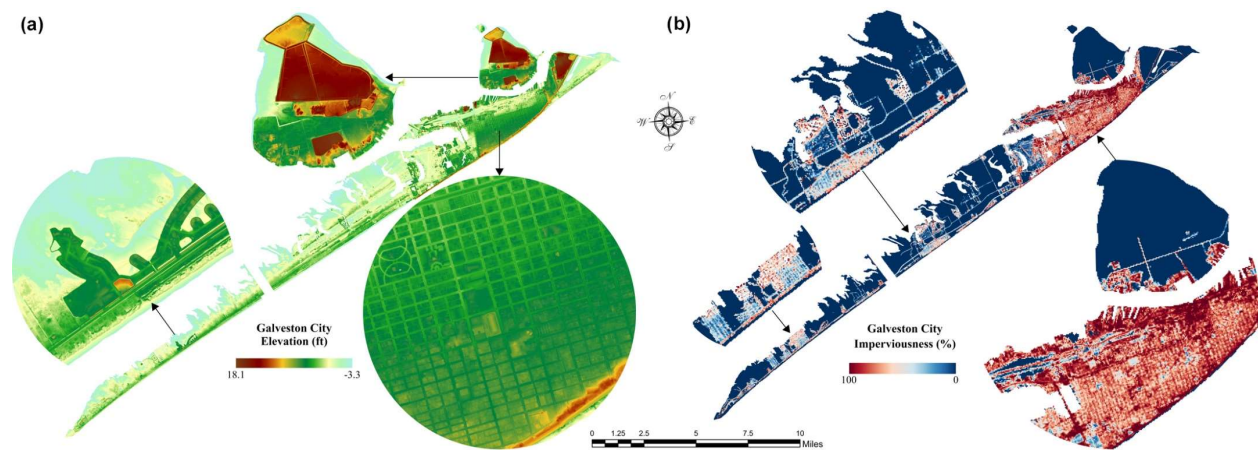 (a)
(b)
N
W E
S
Galveston City
Elevation (ft)
18.1 -3.3
Galveston City
Imperviousness (%)
100 0
0 1.25 2.5 5 7.5 10
Miles